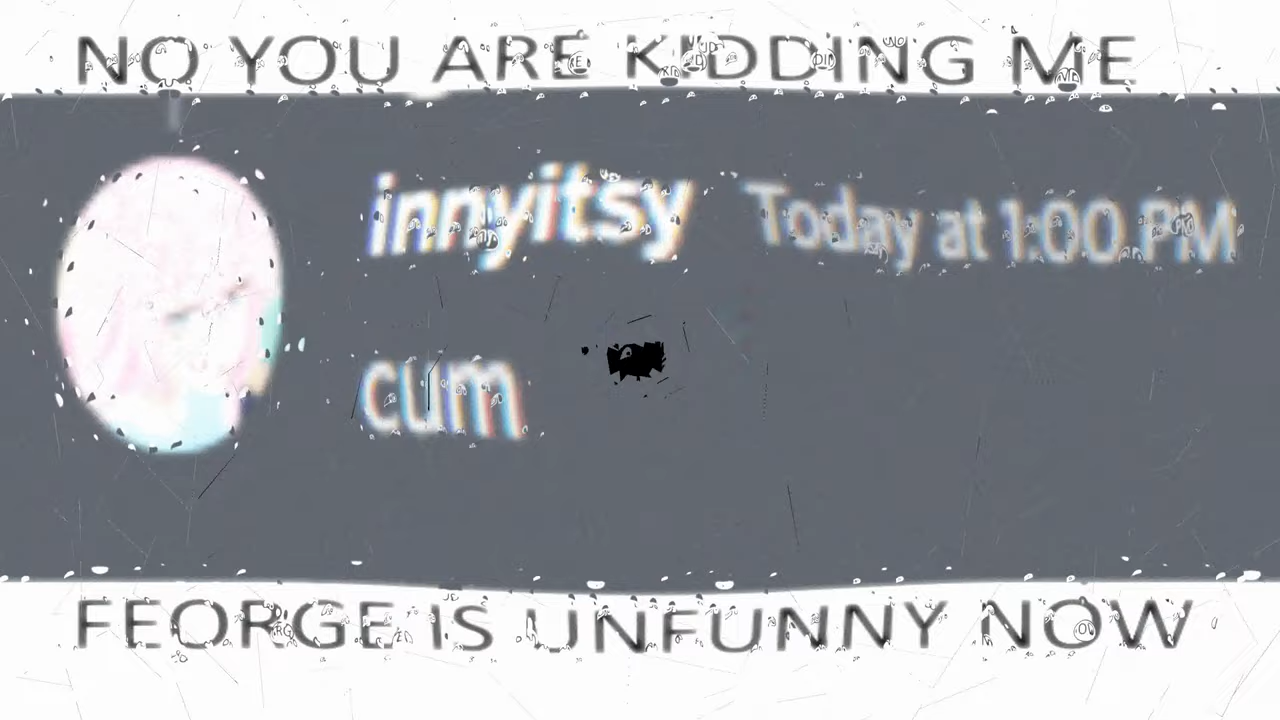 NO YOU ARE KIDDING ME
innyitsy Today at 1:00 PM
cum
FEORGE IS UNFUNNY NOW